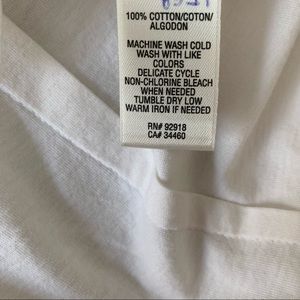 100% COTTON/COTON/
ALGODON
MACHINE WASH COLD
WASH WITH LIKE
COLORS
DELICATE CYCLE
NON-CHLORINE BLEACH
WHEN NEEDED
TUMBLE DRY LOW
WARM IRON IF NEEDED
RN# 92918
CA# 34460